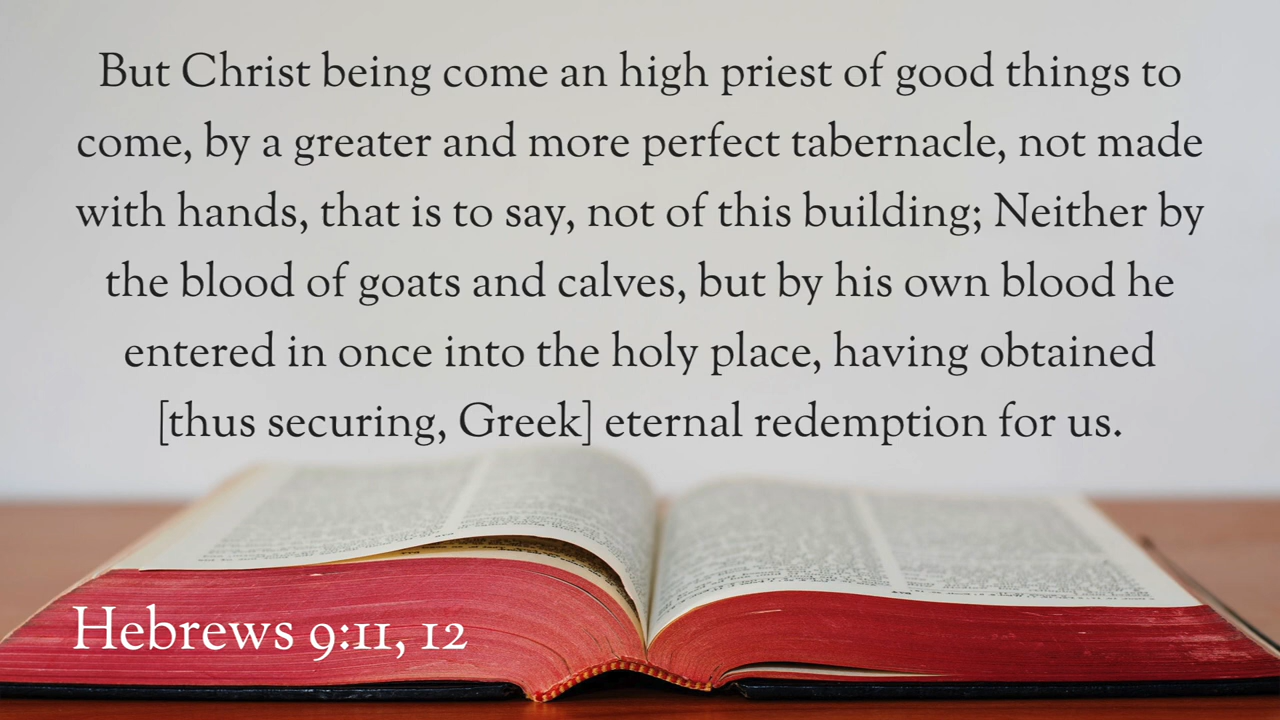 But Christ being come an high priest of good things to
come, by a greater and more perfect tabernacle, not made
with hands, that is to say, not of this building; Neither by
the blood of goats and calves, but by his own blood he
entered in once into the holy place, having obtained
[thus securing, Greek] eternal redemption for us.
Hebrews 9:11, 12